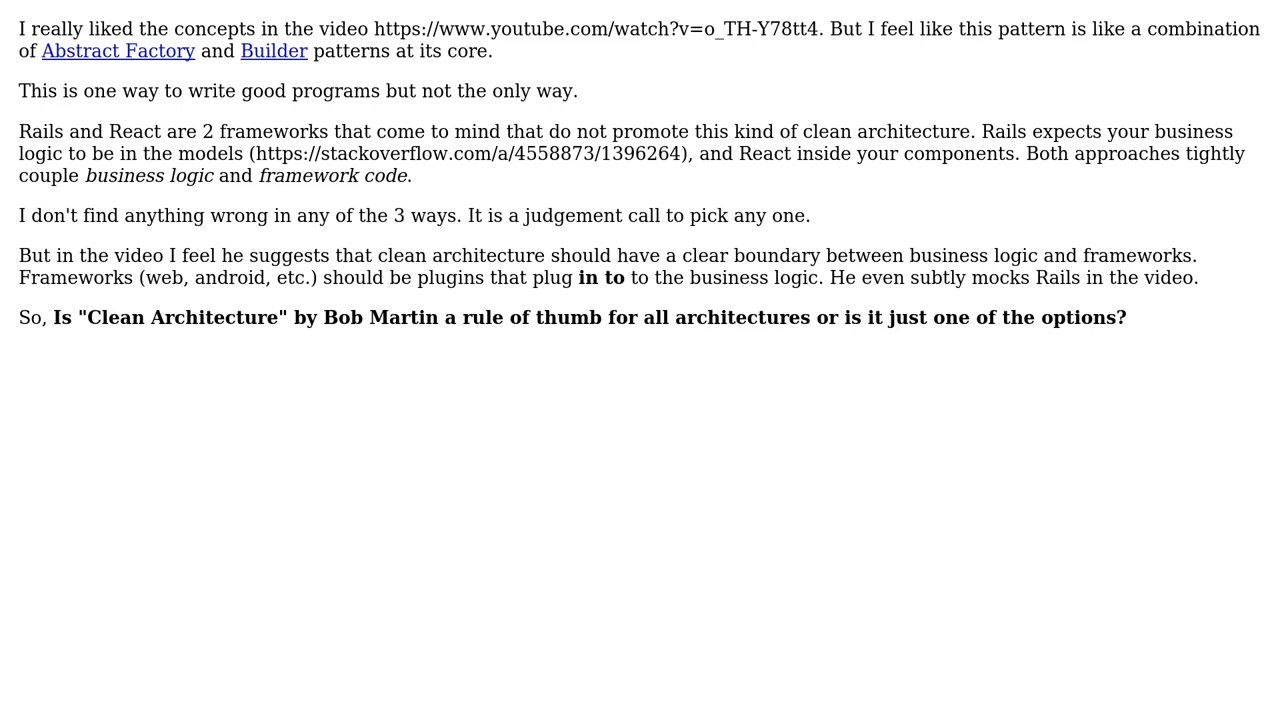 I really liked the concepts in the video https://www.youtube.com/watch?v=o_TH-Y78tt4. But I feel like this pattern is like a combination
of Abstract Factory and Builder patterns at its core.
This is one way to write good programs but not the only way.
Rails and React are 2 frameworks that come to mind that do not promote this kind of clean architecture. Rails expects your business
logic to be in the models (https://stackoverflow.com/a/4558873/1396264), and React inside your components. Both approaches tightly
couple business logic and framework code.
I don't find anything wrong in any of the 3 ways. It is a judgement call to pick any one.
But in the video I feel he suggests that clean architecture should have a clear boundary between business logic and frameworks.
Frameworks (web, android, etc.) should be plugins that plug in to to the business logic. He even subtly mocks Rails in the video.
So, Is "Clean Architecture" by Bob Martin a rule of thumb for all architectures or is it just one of the options?